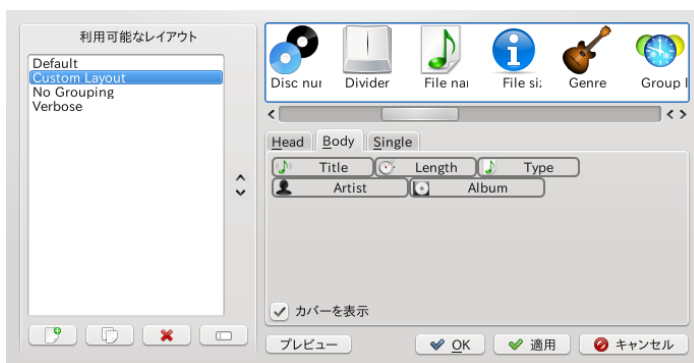 利用可能なレイアウト
Default
Custom Layout
No Grouping
Verbose
Disc nur Divider File nar File si: Genre Group l
Head Body Single
Title Length Type
Artist Album
カバーを表示
プレビュー OK 適用 キャンセル